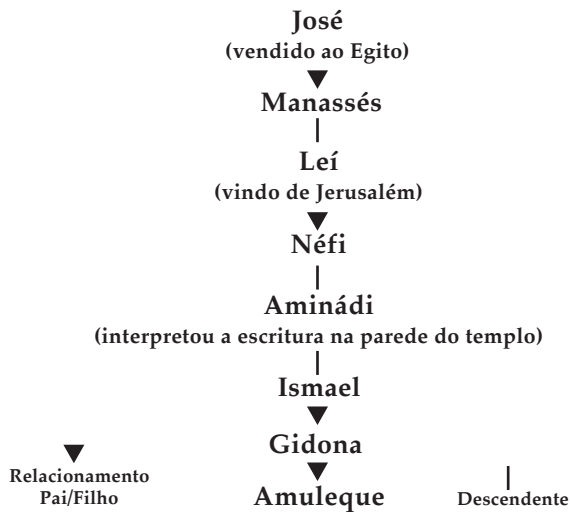 José
(vendido ao Egito)
Manassés
Leí
(vindo de Jerusalém)
Néfi
Aminádi
(interpretou a escritura na parede do templo)
Ismael
Gidona
Amuleque
Relacionamento
Pai/Filho
Descendente